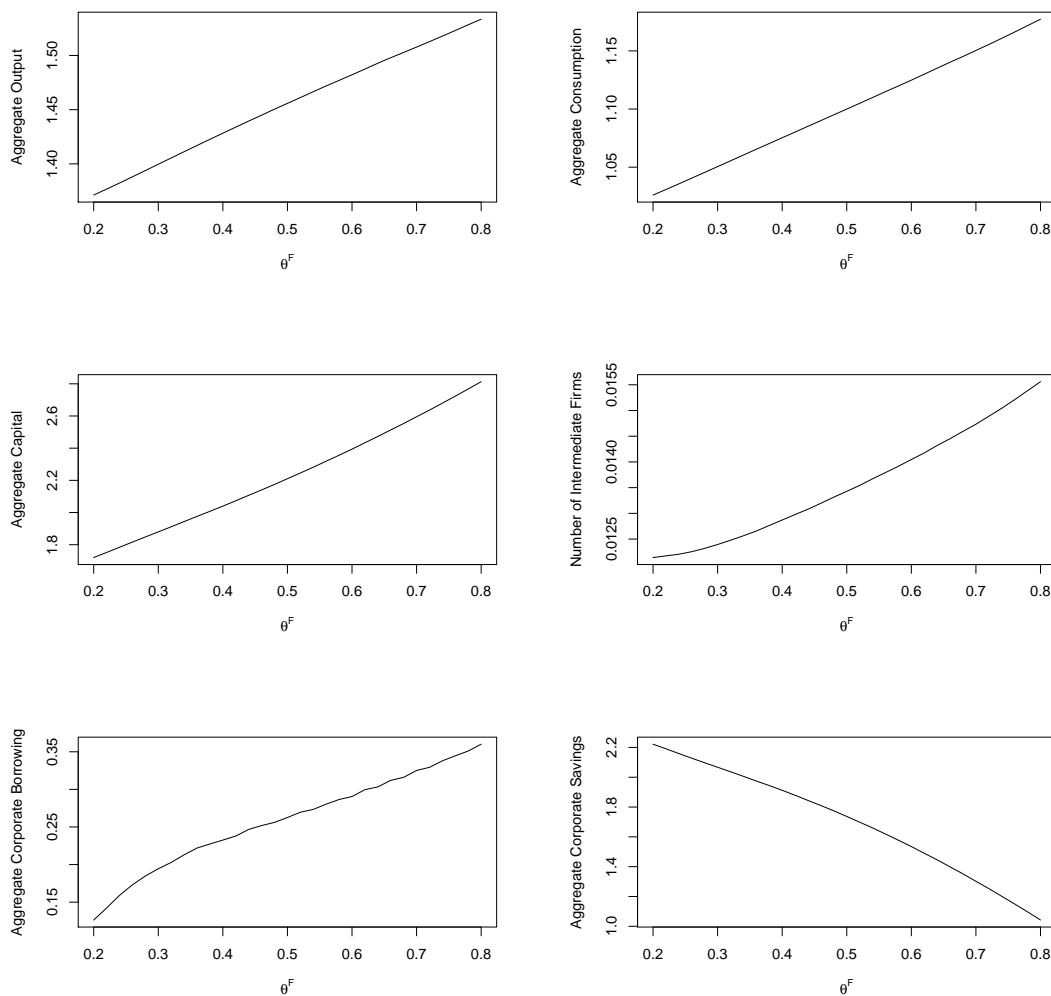 Aggregate Output
1.40 1.45 1.50
0.2 0.3 0.4 0.5 0.6 0.7 0.8
θ^F
Aggregate Consumption
1.05 1.10 1.15
0.2 0.3 0.4 0.5 0.6 0.7 0.8
θ^F
Aggregate Capital
1.8 2.2 2.6
0.2 0.3 0.4 0.5 0.6 0.7 0.8
θ^F
Number of Intermediate Firms
0.0125 0.0140 0.0155
0.2 0.3 0.4 0.5 0.6 0.7 0.8
θ^F
Aggregate Corporate Borrowing
0.15 0.25 0.35
0.2 0.3 0.4 0.5 0.6 0.7 0.8
θ^F
Aggregate Corporate Savings
1.0 1.4 1.8 2.2
0.2 0.3 0.4 0.5 0.6 0.7 0.8
θ^F